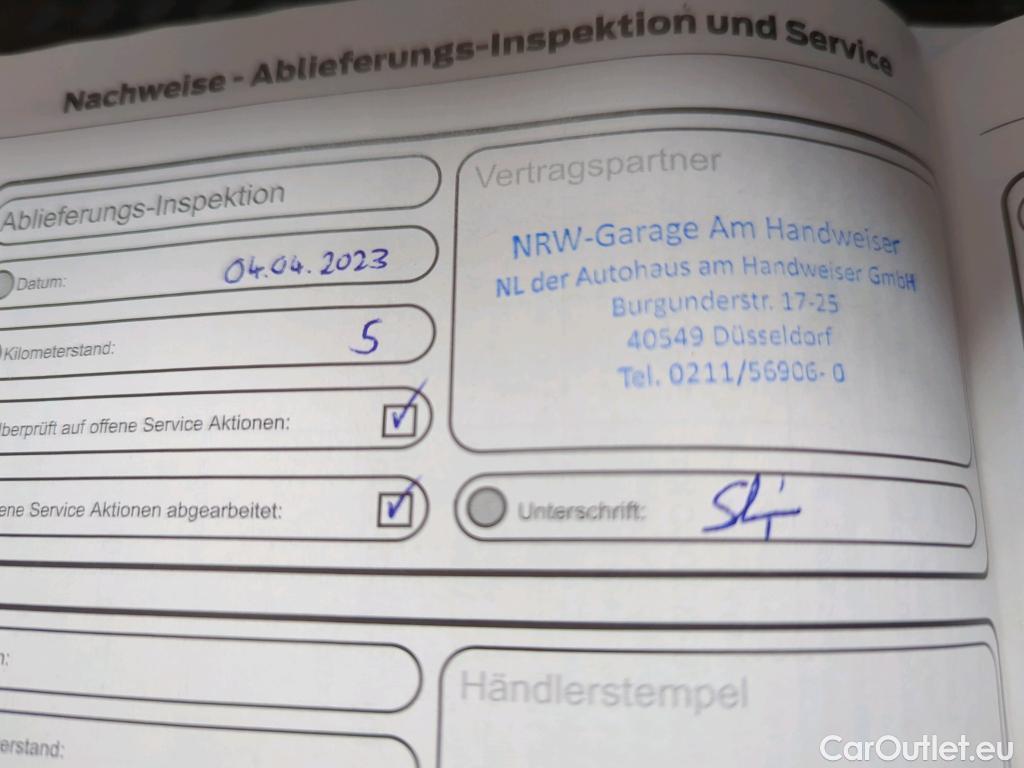 Nachweise - Ablieferungs-Inspektion und Service
Ablieferungs-Inspektion
Datum: 04.04.2023
Kilometerstand: 5
berprüft auf offene Service Aktionen:
ene Service Aktionen abgearbeitet:
Vertragspartner
NRW-Garage Am Handweiser
NL der Autohaus am Handweiser GmbH
Burgunderstr. 17-25
40549 Düsseldorf
Tel. 0211/56906-0
Unterschrift:
n:
erstand:
Händlerstempel
CarOutlet.eu